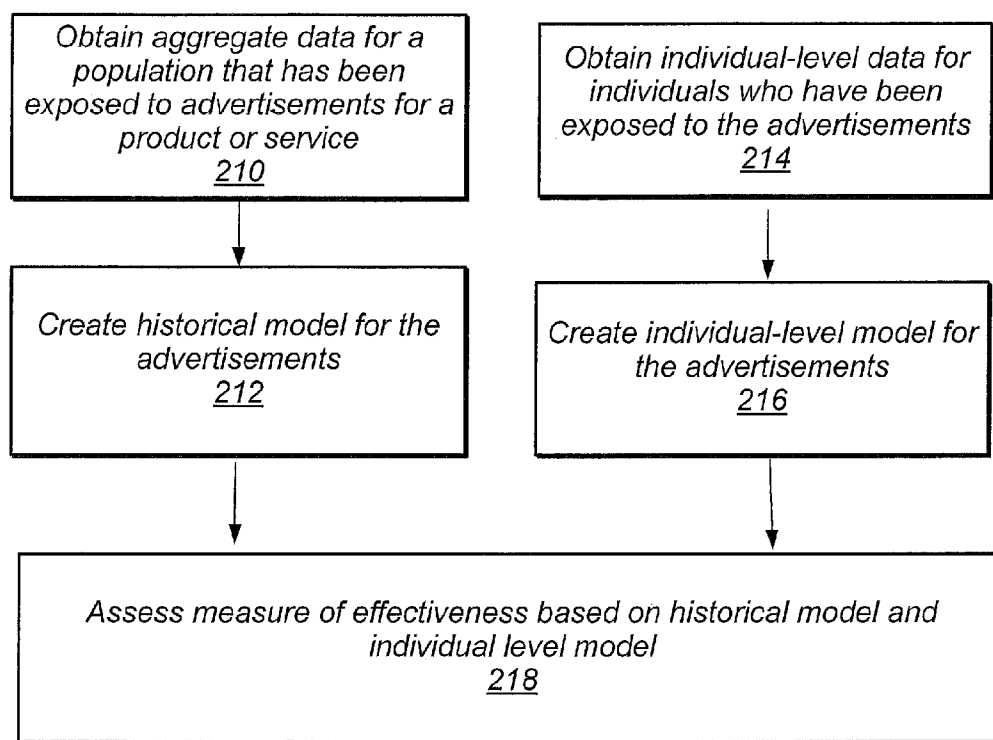 Obtain aggregate data for a
population that has been
exposed to advertisements for a
product or service
210
Obtain individual-level data for
individuals who have been
exposed to the advertisements
214
Create historical model for the
advertisements
212
Create individual-level model for
the advertisements
216
Assess measure of effectiveness based on historical model and
individual level model
218